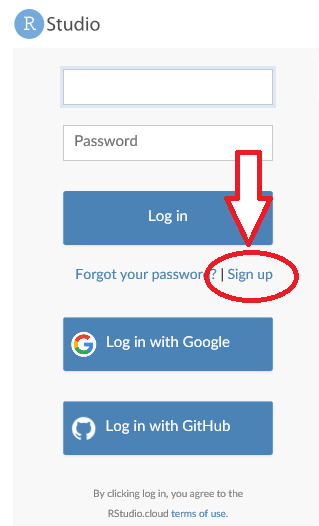 R Studio
Password
Log in
Forgot your password? | Sign up
Log in with Google
Log in with GitHub
By clicking log in, you agree to the
RStudio.cloud terms of use.